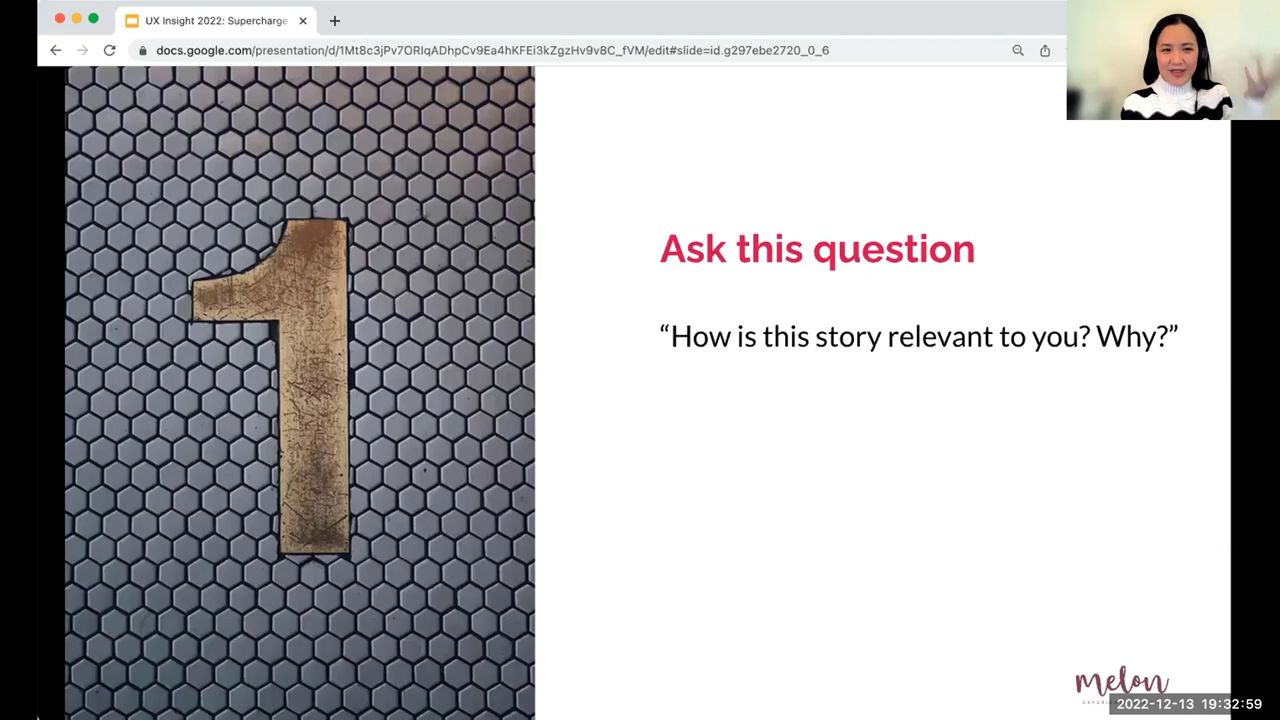 UX Insight 2022: Supercharge
docs.google.com/presentation/d/1Mt8c3jPv7ORIqADhpCv9Ea4hKFEi3kZgzHv9v8C_fVM/edit#slide=id.g297ebe2720_0_6
1
Ask this question
“How is this story relevant to you? Why?”
melon
2022-12-13 19:32:59